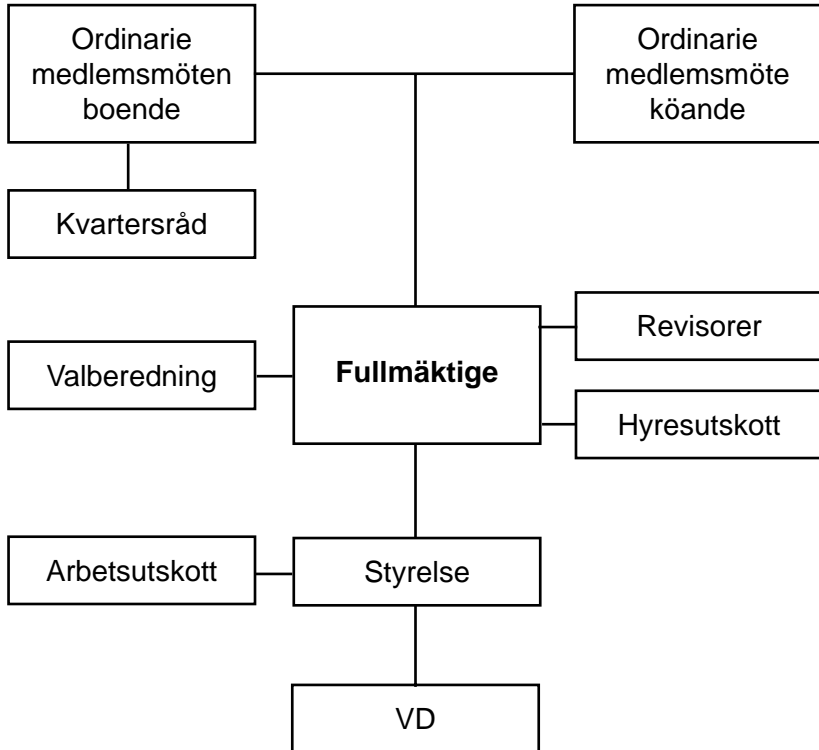 Ordinarie
medlemsmöten
boende
Ordinarie
medlemsmöte
köande
Kvartersråd
Revisorer
Valberedning
Fullmäktige
Hyresutskott
Arbetsutskott
Styrelse
VD